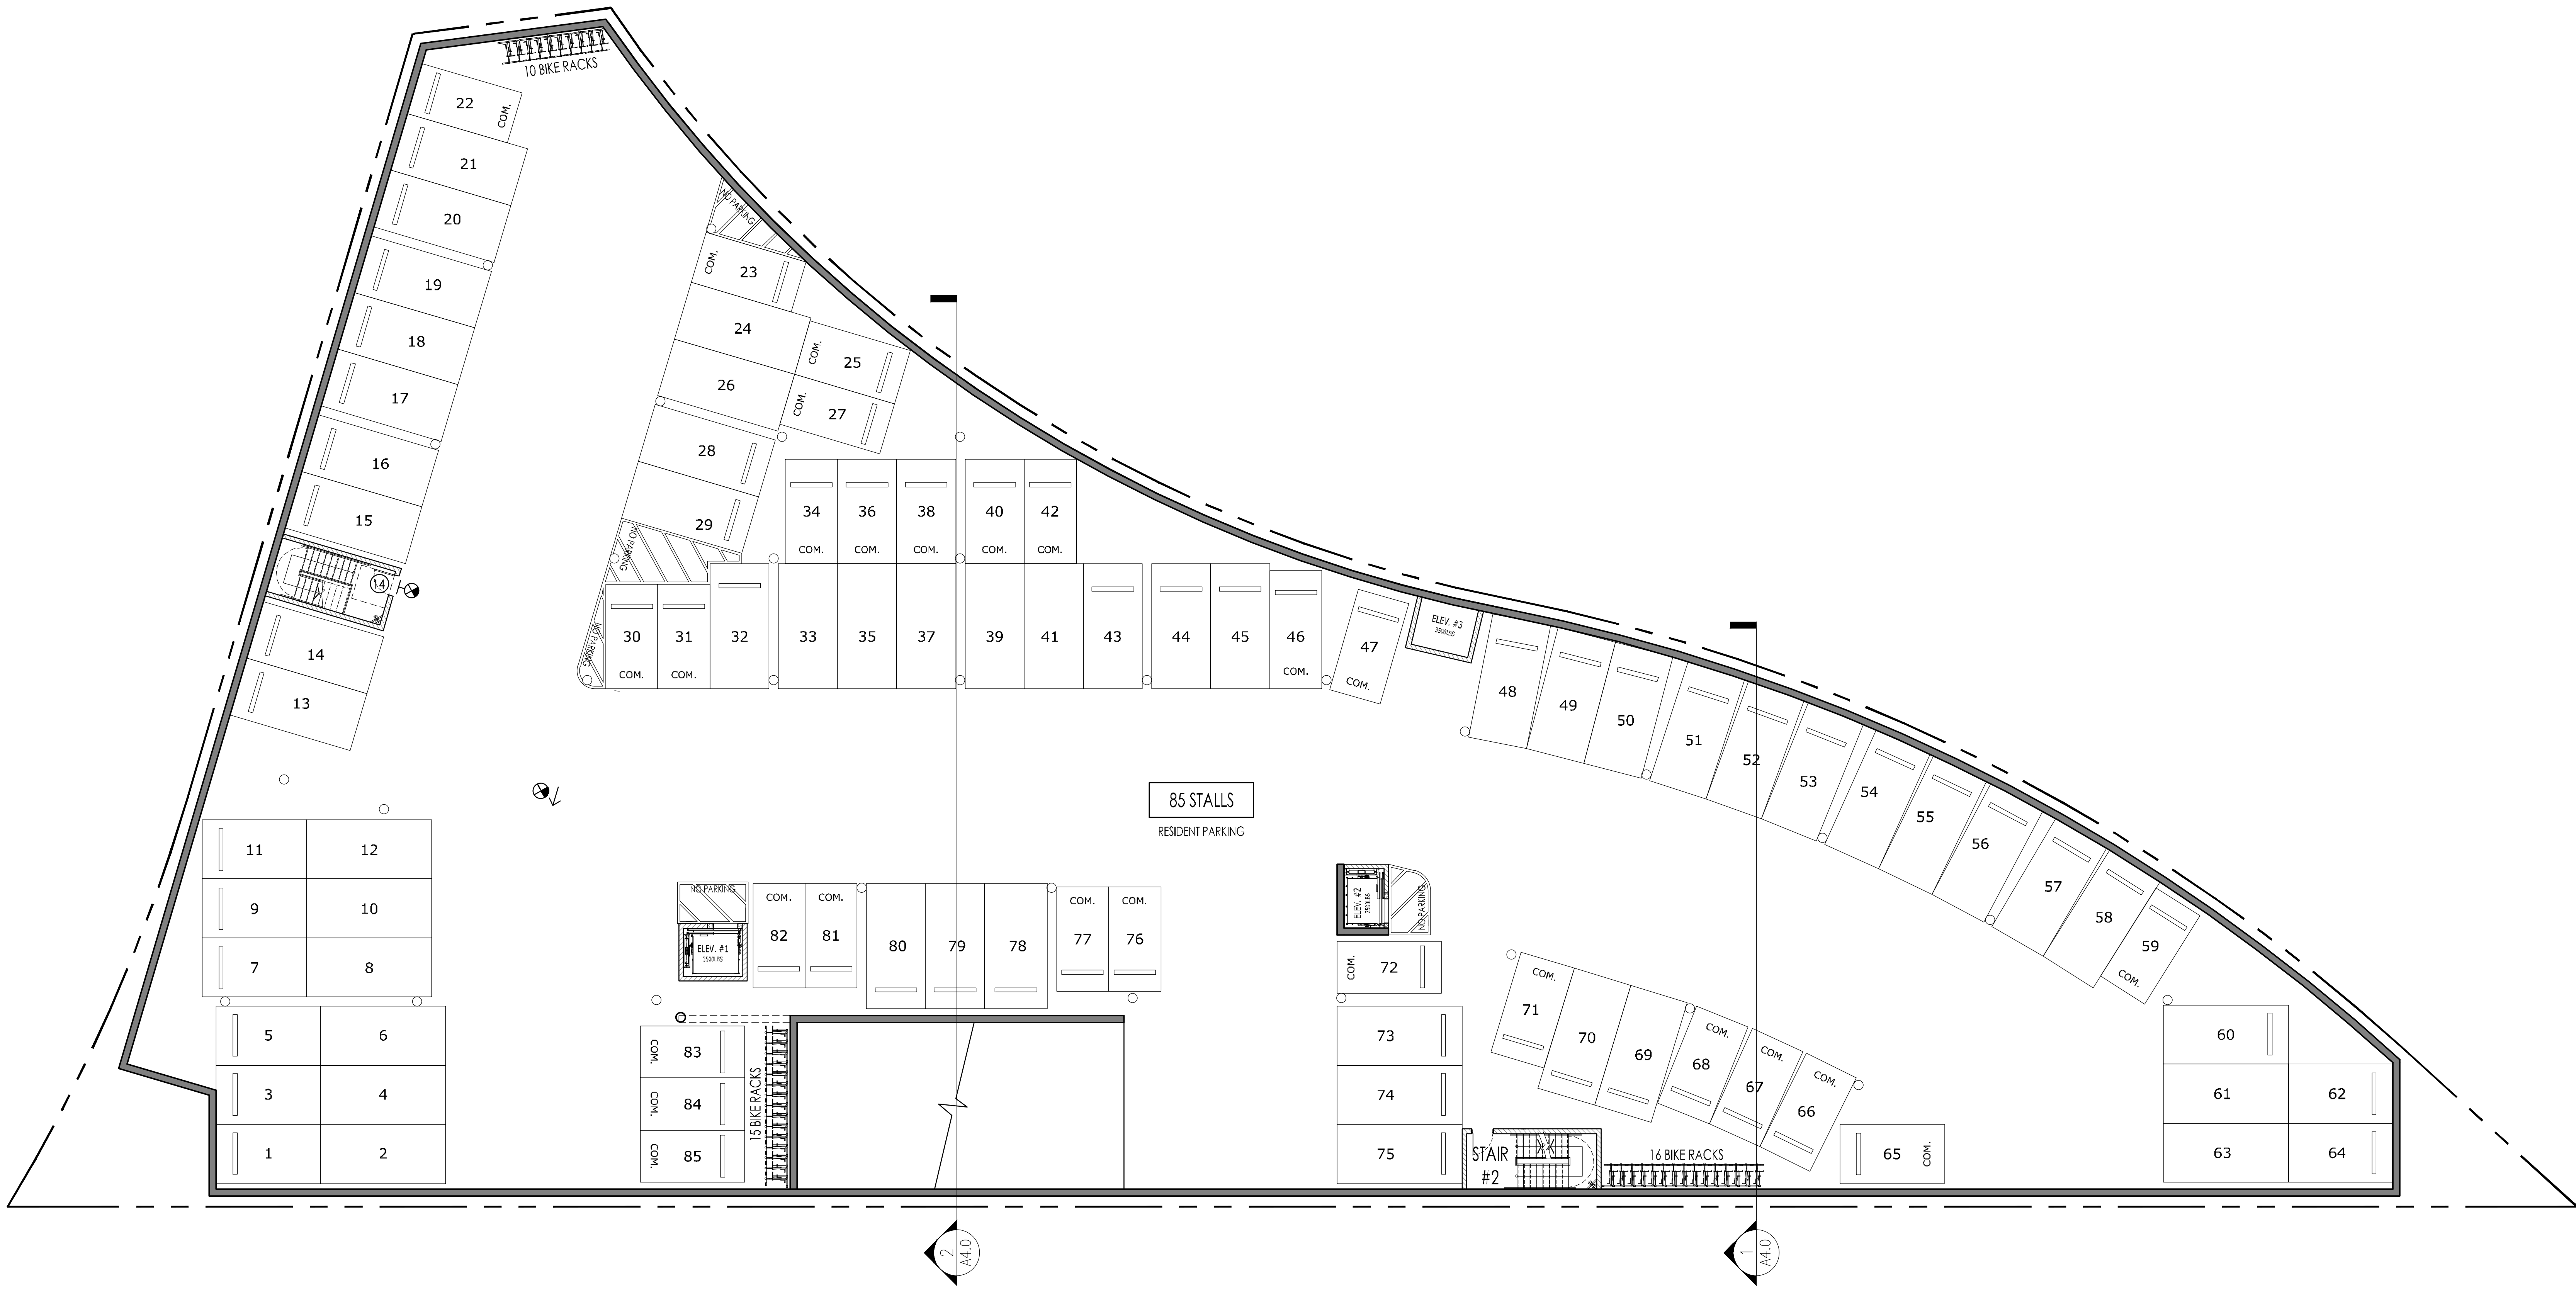 10 BIKE RACKS
22
COM.
21
20
19
18
17
16
15
14
14
13
NO PARKING
23
COM.
24
25
COM.
26
27
COM.
28
29
NO PARKING
NO PARKING
34
COM.
36
COM.
38
COM.
40
COM.
42
COM.
30
COM.
31
COM.
32
33
35
37
39
41
43
44
45
46
COM.
47
COM.
ELEV. #3
2500LBS
48
49
50
51
52
53
54
55
56
57
58
59
COM.
85 STALLS
RESIDENT PARKING
11
12
9
10
7
8
5
6
3
4
1
2
NO PARKING
ELEV. #1
2500LBS
COM.
82
COM.
81
80
79
78
COM.
77
COM.
76
COM.
83
COM.
84
COM.
85
15 BIKE RACKS
ELEV. #2
2500LBS
NO PARKING
COM.
72
73
74
75
COM.
71
70
69
COM.
68
COM.
67
COM.
66
STAIR
#2
16 BIKE RACKS
65
COM.
60
61
62
63
64
2
A4.0
1
A4.0